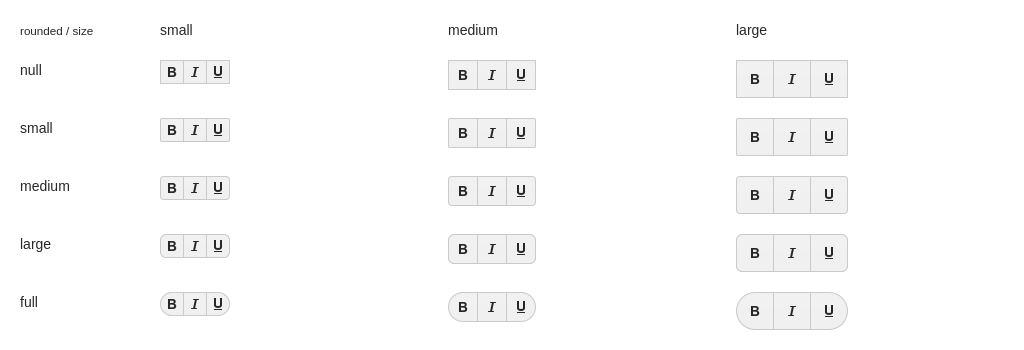 rounded / size small medium large
null B I U B I U B I U
small B I U B I U B I U
medium B I U B I U B I U
large B I U B I U B I U
full B I U B I U B I U